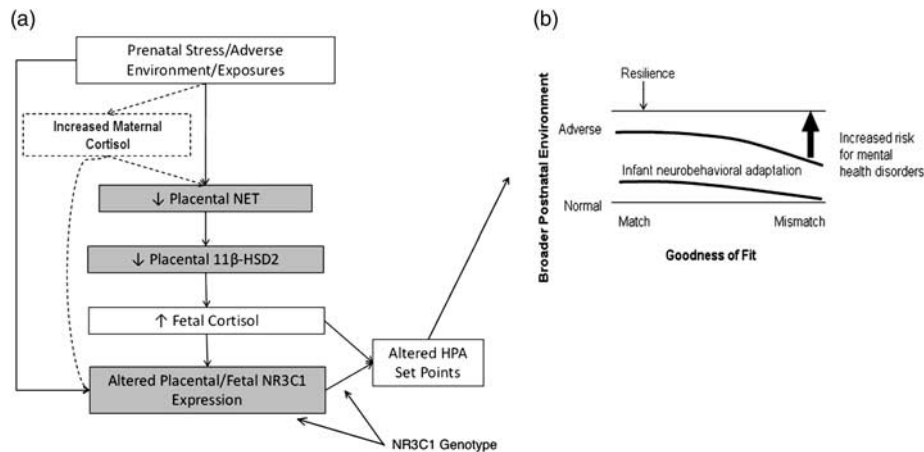 (a)
Prenatal Stress/Adverse
Environment/Exposures
Increased Maternal
Cortisol
↓ Placental NET
↓ Placental 11β-HSD2
↑ Fetal Cortisol
Altered Placental/Fetal NR3C1
Expression
Altered HPA
Set Points
NR3C1 Genotype
(b)
Broader Postnatal Environment
Resilience
Adverse
Increased risk
for mental
health disorders
Infant neurobehavioral adaptation
Normal
Match
Mismatch
Goodness of Fit